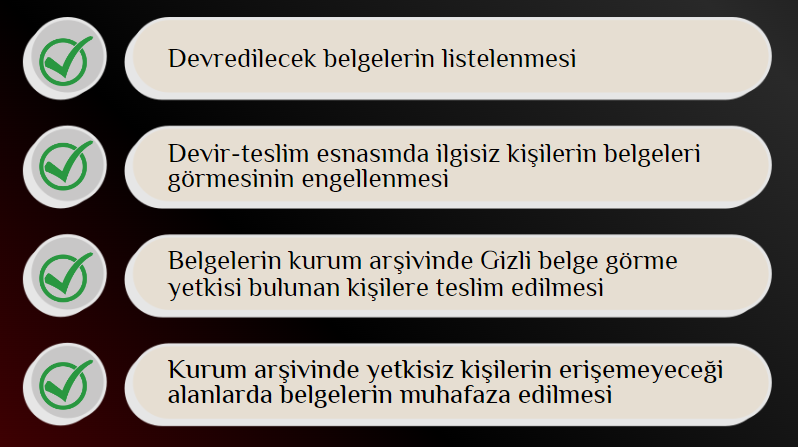 Devredilecek belgelerin listelenmesi
Devir-teslim esnasında ilgisiz kişilerin belgeleri
görmesinin engellenmesi
Belgelerin kurum arşivinde Gizli belge görme
yetkisi bulunan kişilere teslim edilmesi
Kurum arşivinde yetkisiz kişilerin erişemeyeceği
alanlarda belgelerin muhafaza edilmesi